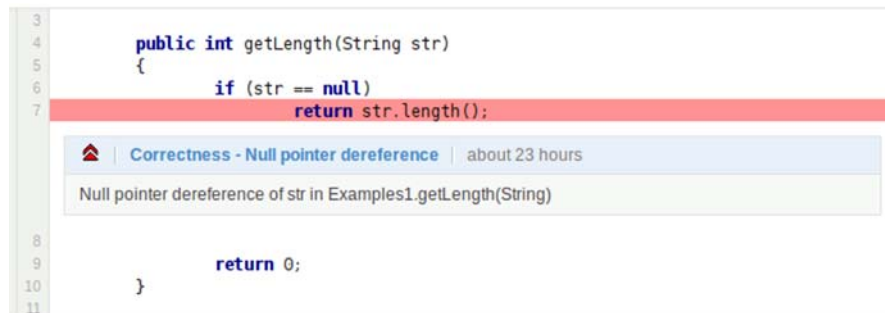 3
4 public int getLength(String str)
5 {
6 if (str == null)
7 return str.length();
Correctness - Null pointer dereference | about 23 hours
Null pointer dereference of str in Examples1.getLength(String)
8
9 return 0;
10 }
11